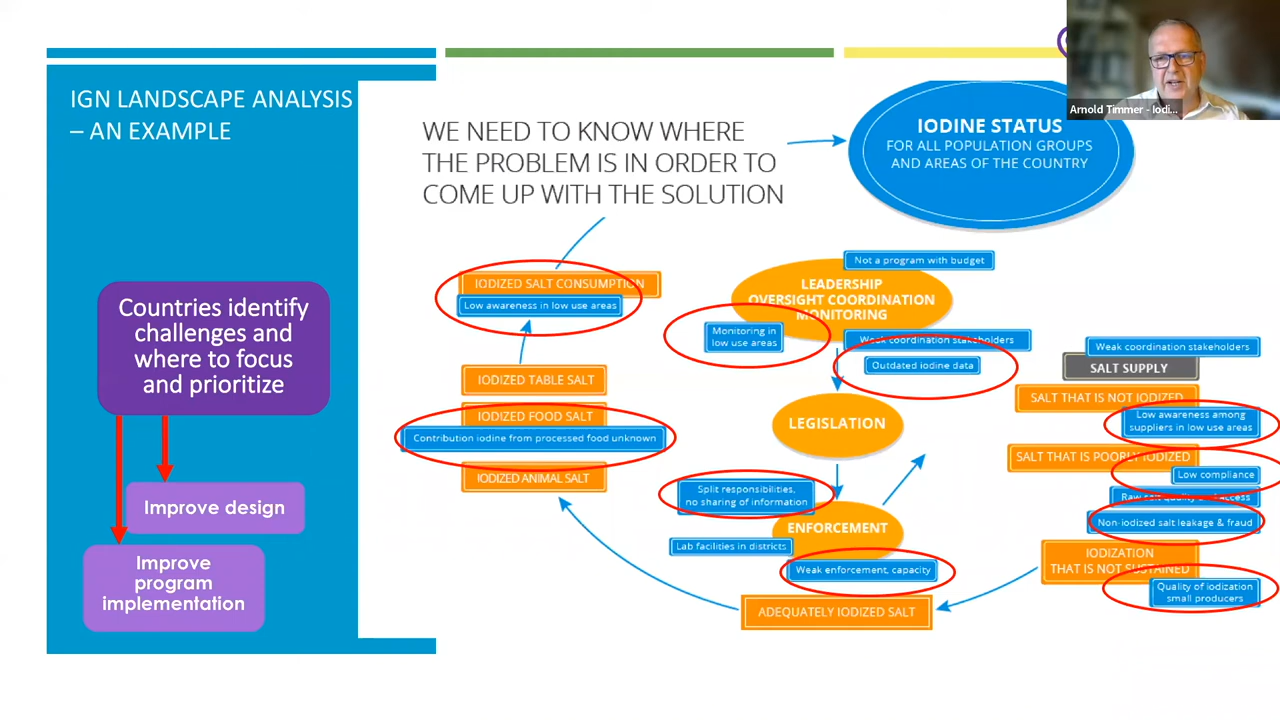 IGN LANDSCAPE ANALYSIS
– AN EXAMPLE
Countries identify
challenges and
where to focus
and prioritize
Improve design
Improve
program
implementation
WE NEED TO KNOW WHERE
THE PROBLEM IS IN ORDER TO
COME UP WITH THE SOLUTION
IODINE STATUS
FOR ALL POPULATION GROUPS
AND AREAS OF THE COUNTRY
Arnold Timmer - Iodi...
IODIZED SALT CONSUMPTION
Low awareness in low use areas
IODIZED TABLE SALT
IODIZED FOOD SALT
Contribution iodine from processed food unknown
IODIZED ANIMAL SALT
Not a program with budget
LEADERSHIP
OVERSIGHT COORDINATION
MONITORING
Monitoring in
low use areas
Weak coordination stakeholders
Outdated iodine data
LEGISLATION
Split responsibilities,
no sharing of information
ENFORCEMENT
Lab facilities in districts
Weak enforcement, capacity
ADEQUATELY IODIZED SALT
Weak coordination stakeholders
SALT SUPPLY
SALT THAT IS NOT IODIZED
Low awareness among
suppliers in low use areas
SALT THAT IS POORLY IODIZED
Low compliance
Raw salt quality and access
Non-iodized salt leakage & fraud
IODIZATION
THAT IS NOT SUSTAINED
Quality of iodization
small producers